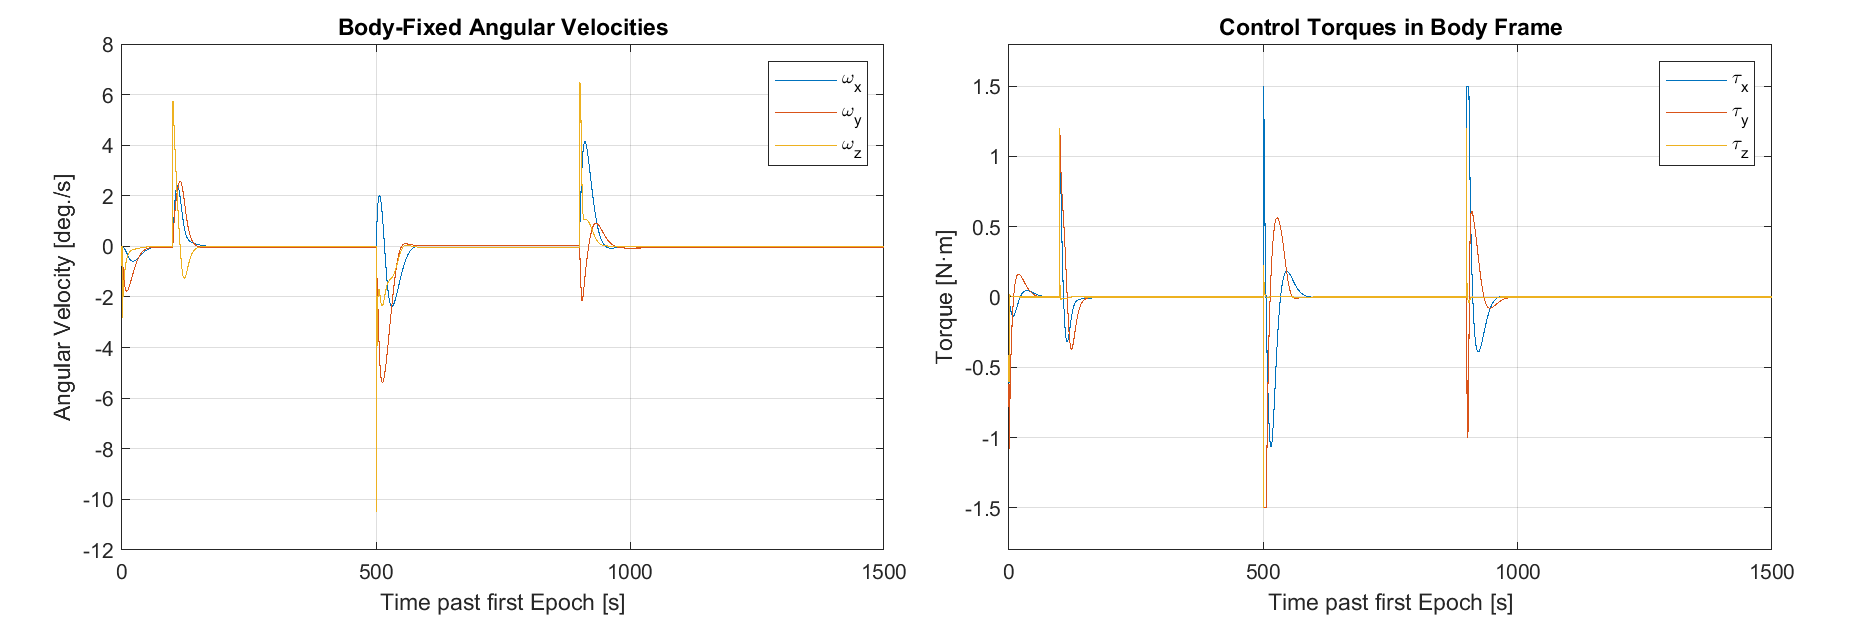 Body-Fixed Angular Velocities
8
6
4
2
0
-2
-4
-6
-8
-10
-12
Angular Velocity [deg./s]
ωx
ωy
ωz
0
500
1000
1500
Time past first Epoch [s]
Control Torques in Body Frame
1.5
1
0.5
0
-0.5
-1
-1.5
Torque [N·m]
τx
τy
τz
0
500
1000
1500
Time past first Epoch [s]